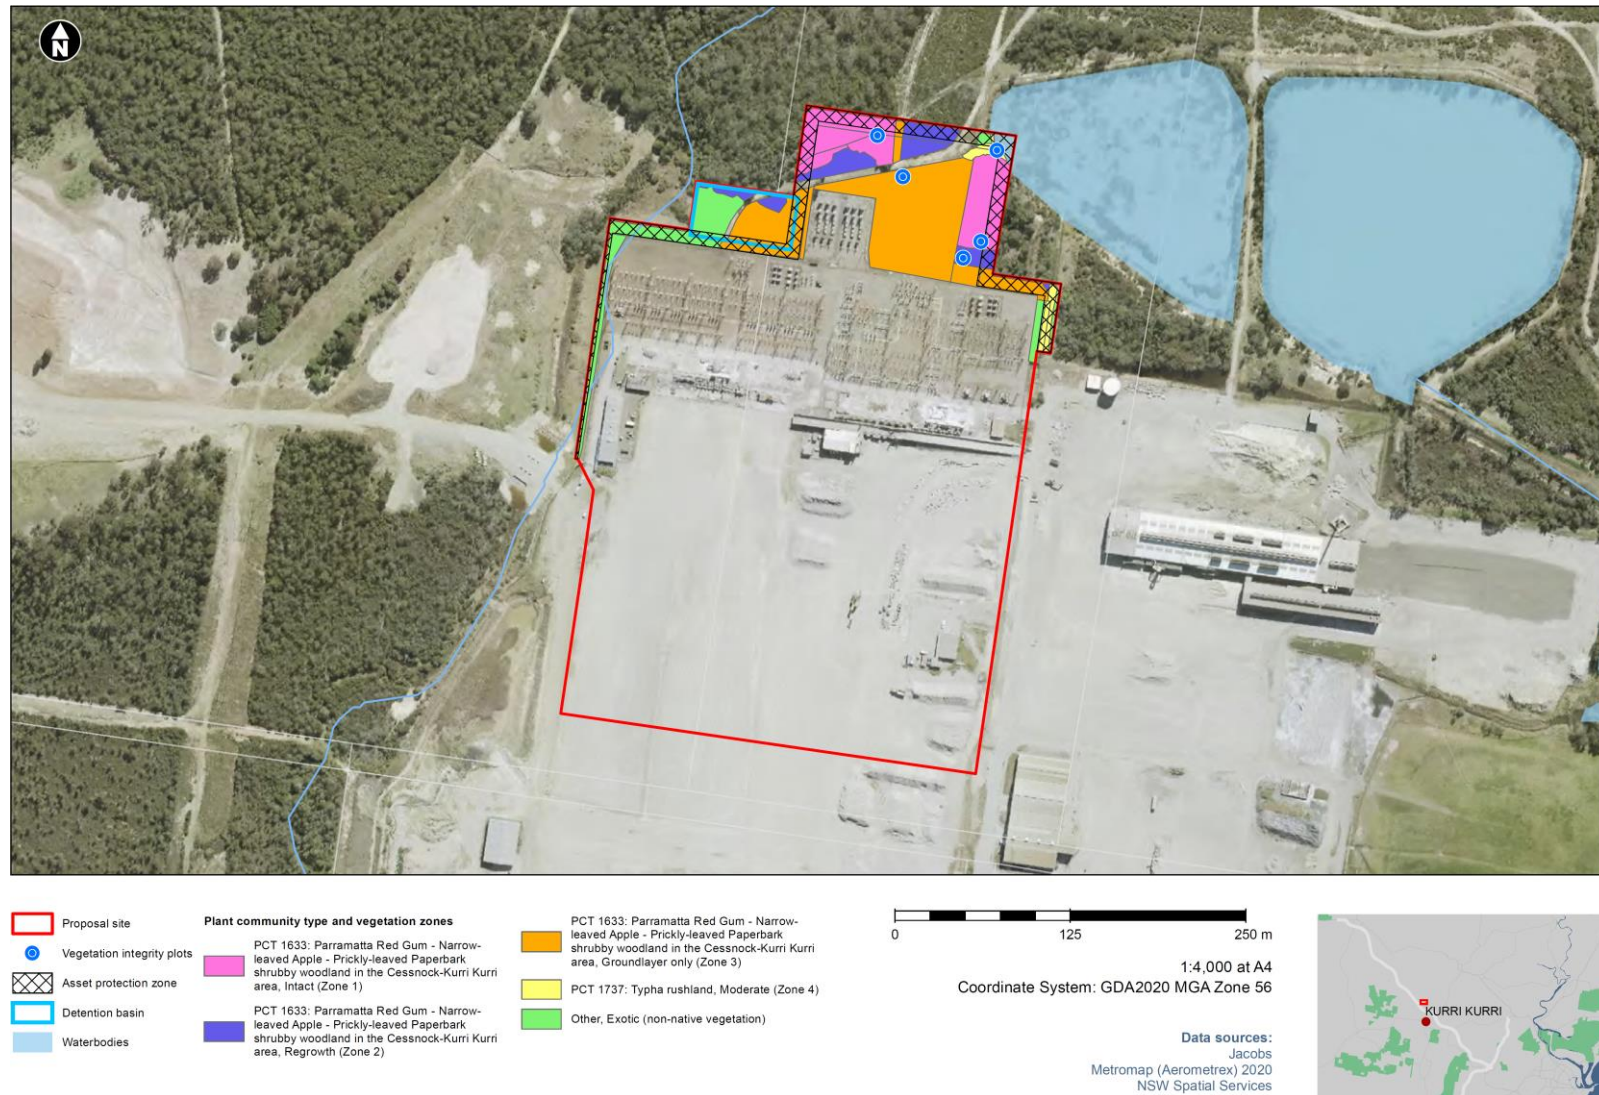 N
Proposal site
Vegetation integrity plots
Asset protection zone
Detention basin
Waterbodies
Plant community type and vegetation zones
PCT 1633: Parramatta Red Gum - Narrow-
leaved Apple - Prickly-leaved Paperbark
shrubby woodland in the Cessnock-Kurri Kurri
area, Intact (Zone 1)
PCT 1633: Parramatta Red Gum - Narrow-
leaved Apple - Prickly-leaved Paperbark
shrubby woodland in the Cessnock-Kurri Kurri
area, Regrowth (Zone 2)
PCT 1633: Parramatta Red Gum - Narrow-
leaved Apple - Prickly-leaved Paperbark
shrubby woodland in the Cessnock-Kurri Kurri
area, Groundlayer only (Zone 3)
PCT 1737: Typha rushland, Moderate (Zone 4)
Other, Exotic (non-native vegetation)
0 125 250 m
1:4,000 at A4
Coordinate System: GDA2020 MGA Zone 56
Data sources:
Jacobs
Metromap (Aerometrex) 2020
NSW Spatial Services
KURRI KURRI